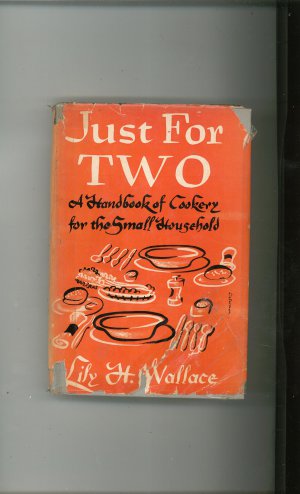 Just For
TWO
A Handbook of Cookery
for the Small Household
Lily H. Wallace